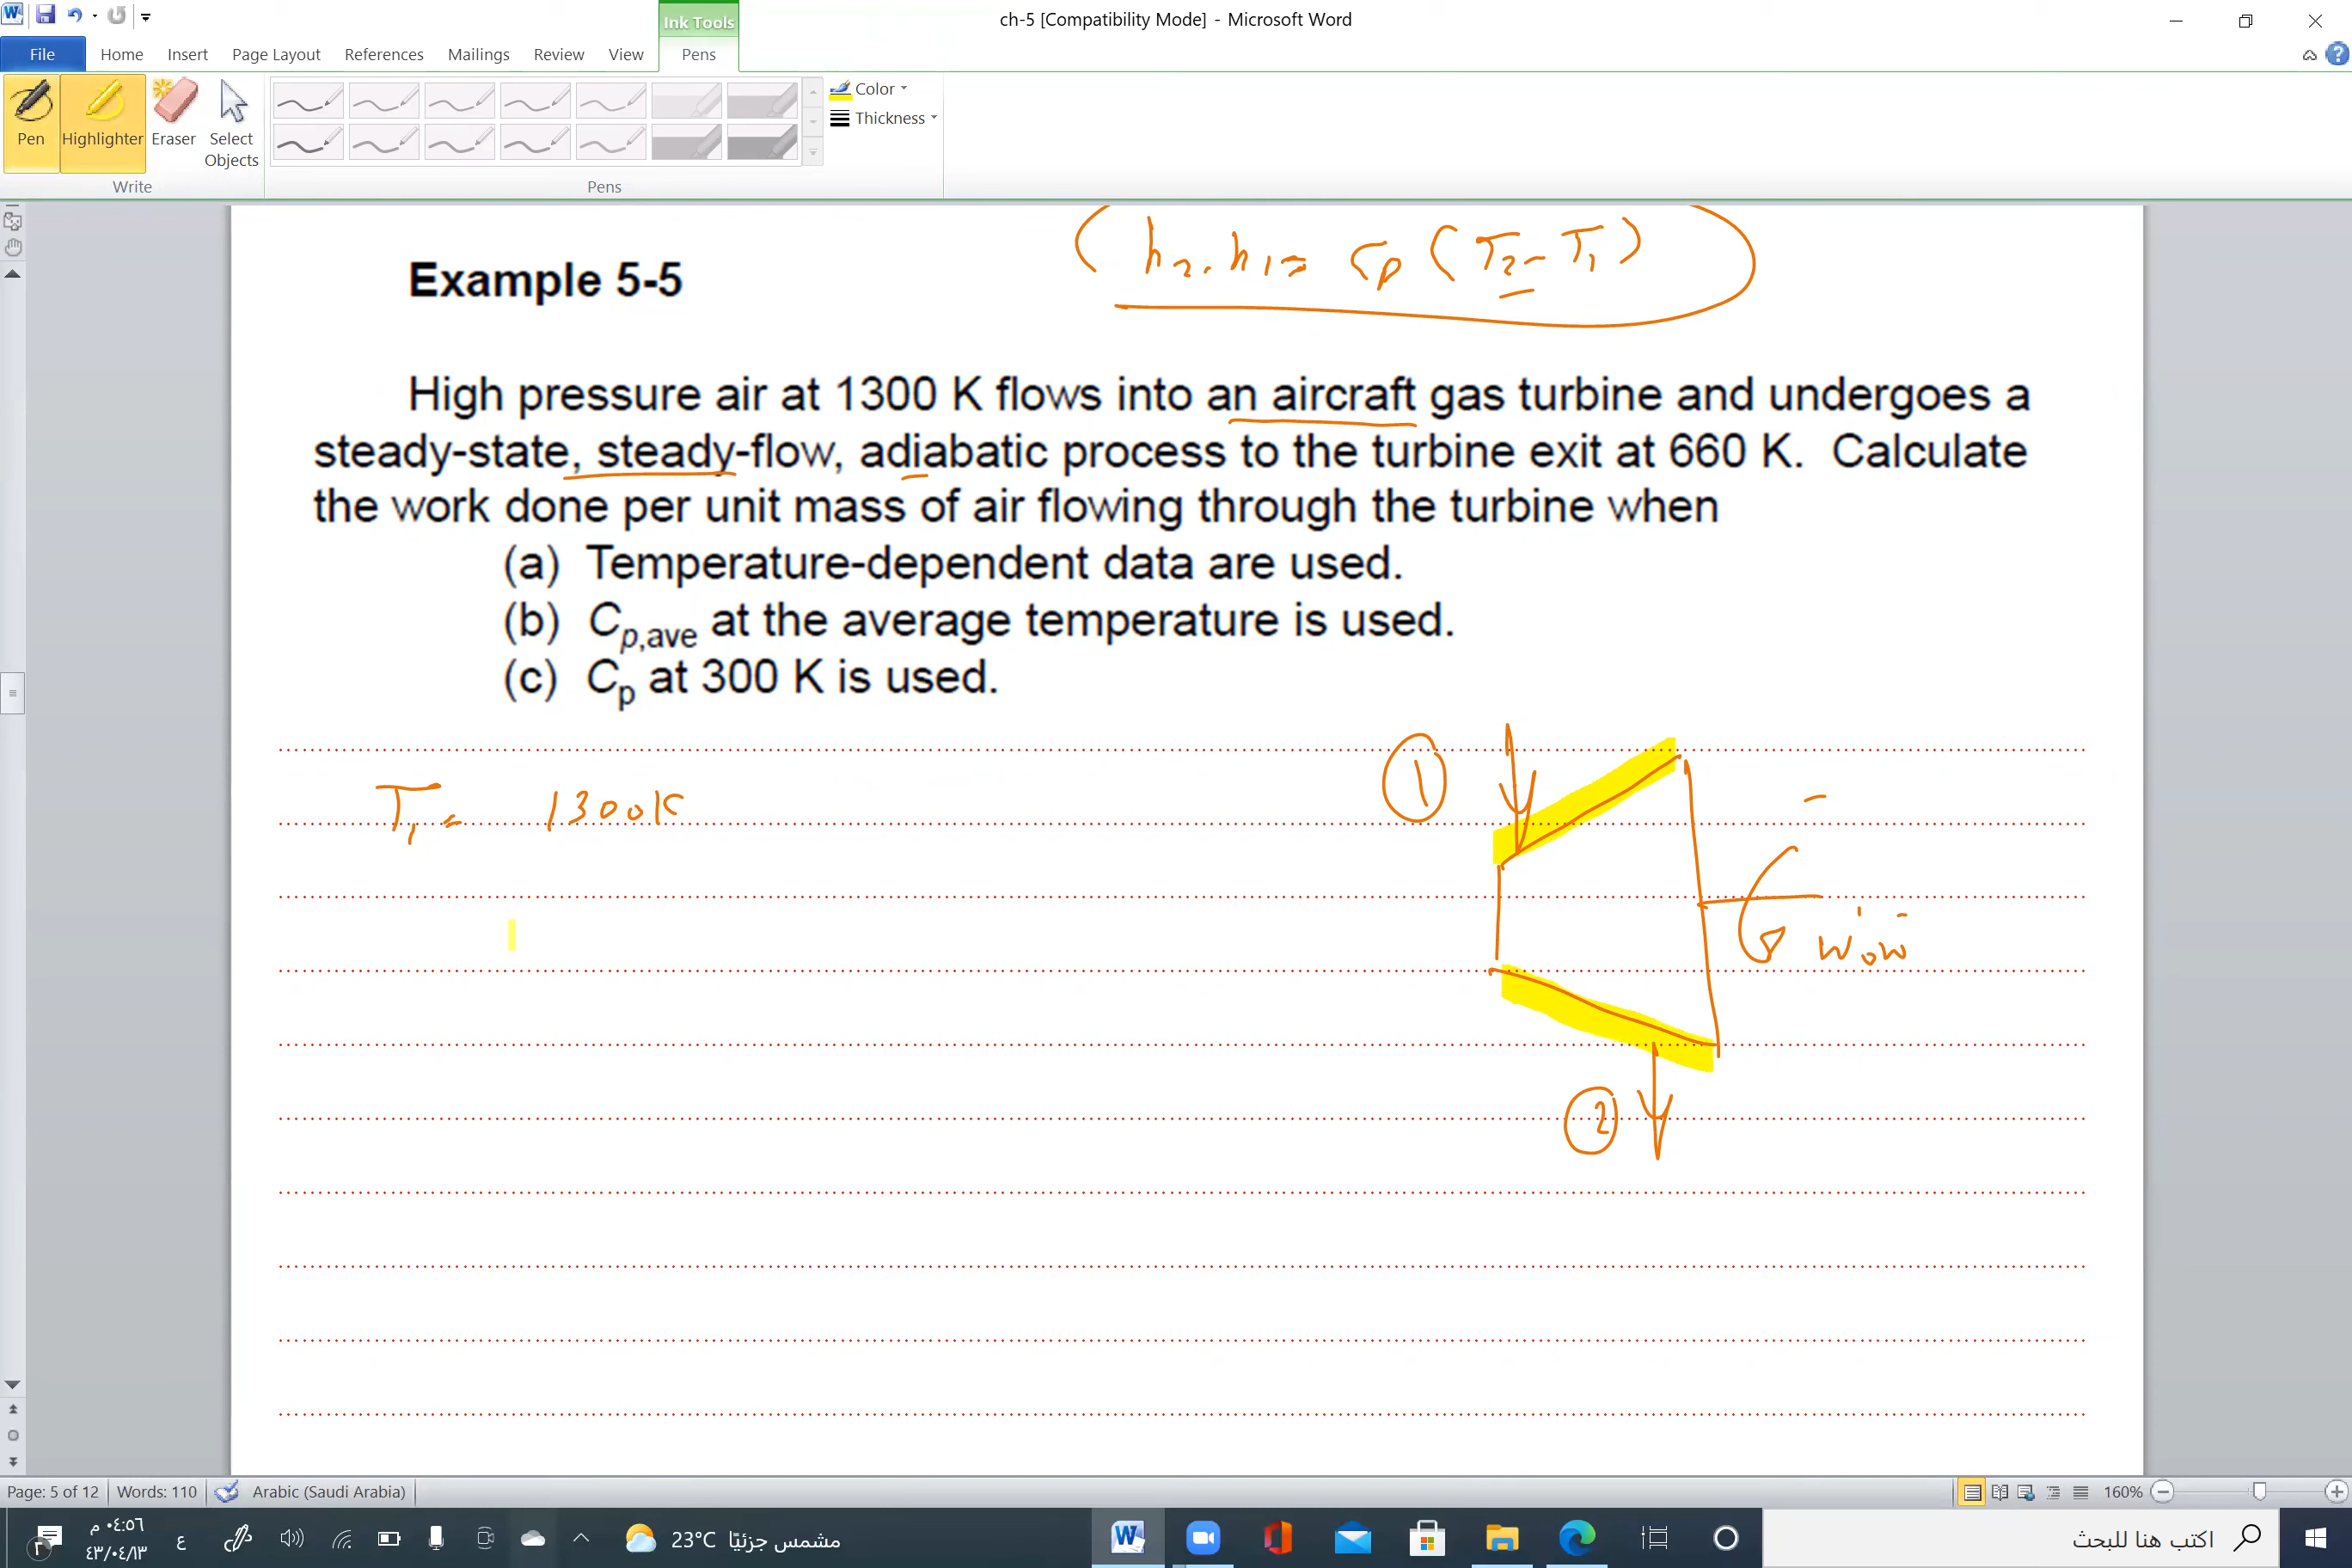 Ink Tools
ch-5 [Compatibility Mode] - Microsoft Word
File Home Insert Page Layout References Mailings Review View Pens
Pen Highlighter Eraser Select Objects
Color
Thickness
Write Pens
h2 - h1 = Cp (T2 - T1)
Example 5-5
High pressure air at 1300 K flows into an aircraft gas turbine and undergoes a
steady-state, steady-flow, adiabatic process to the turbine exit at 660 K. Calculate
the work done per unit mass of air flowing through the turbine when
(a) Temperature-dependent data are used.
(b) Cp,ave at the average temperature is used.
(c) Cp at 300 K is used.
1
T1 = 1300K
2
Page: 5 of 12 Words: 110 Arabic (Saudi Arabia) 160%
٠٤:٥٦ م
٤٣/٠٤/١٣
ع
23°C مشمس جزئيًا
اكتب هنا للبحث